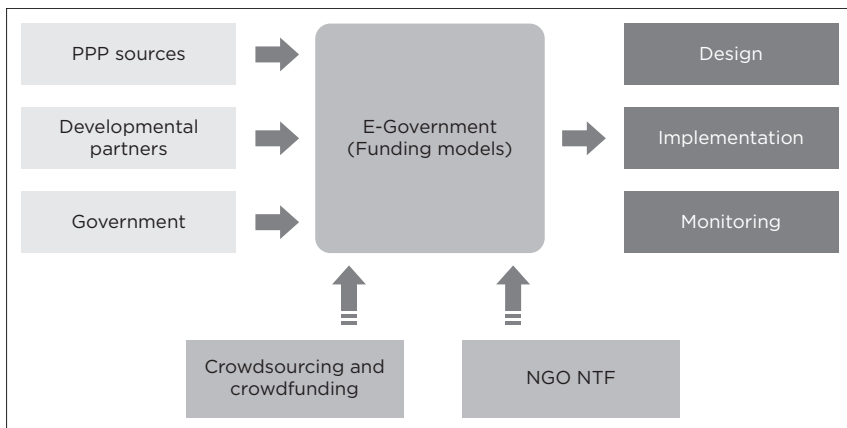 PPP sources
Developmental
partners
Government
E-Government
(Funding models)
Design
Implementation
Monitoring
Crowdsourcing and
crowdfunding
NGO NTF